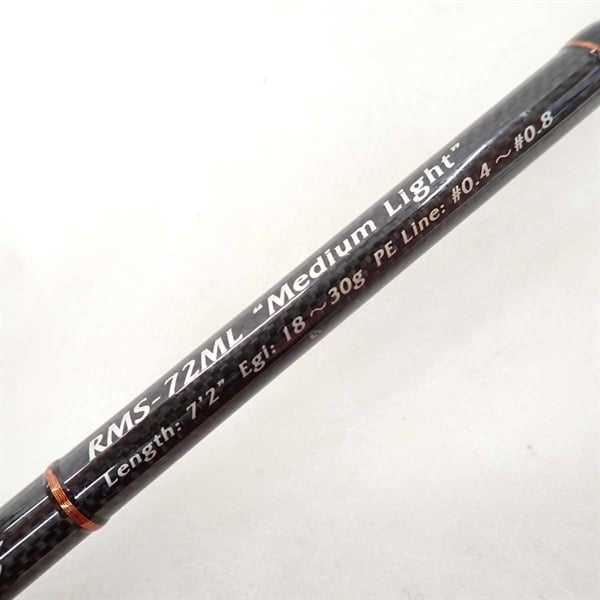 RMS-72ML "Medium Light"
Length: 7'2" Egi: 18～30g PE Line: #0.4～#0.8